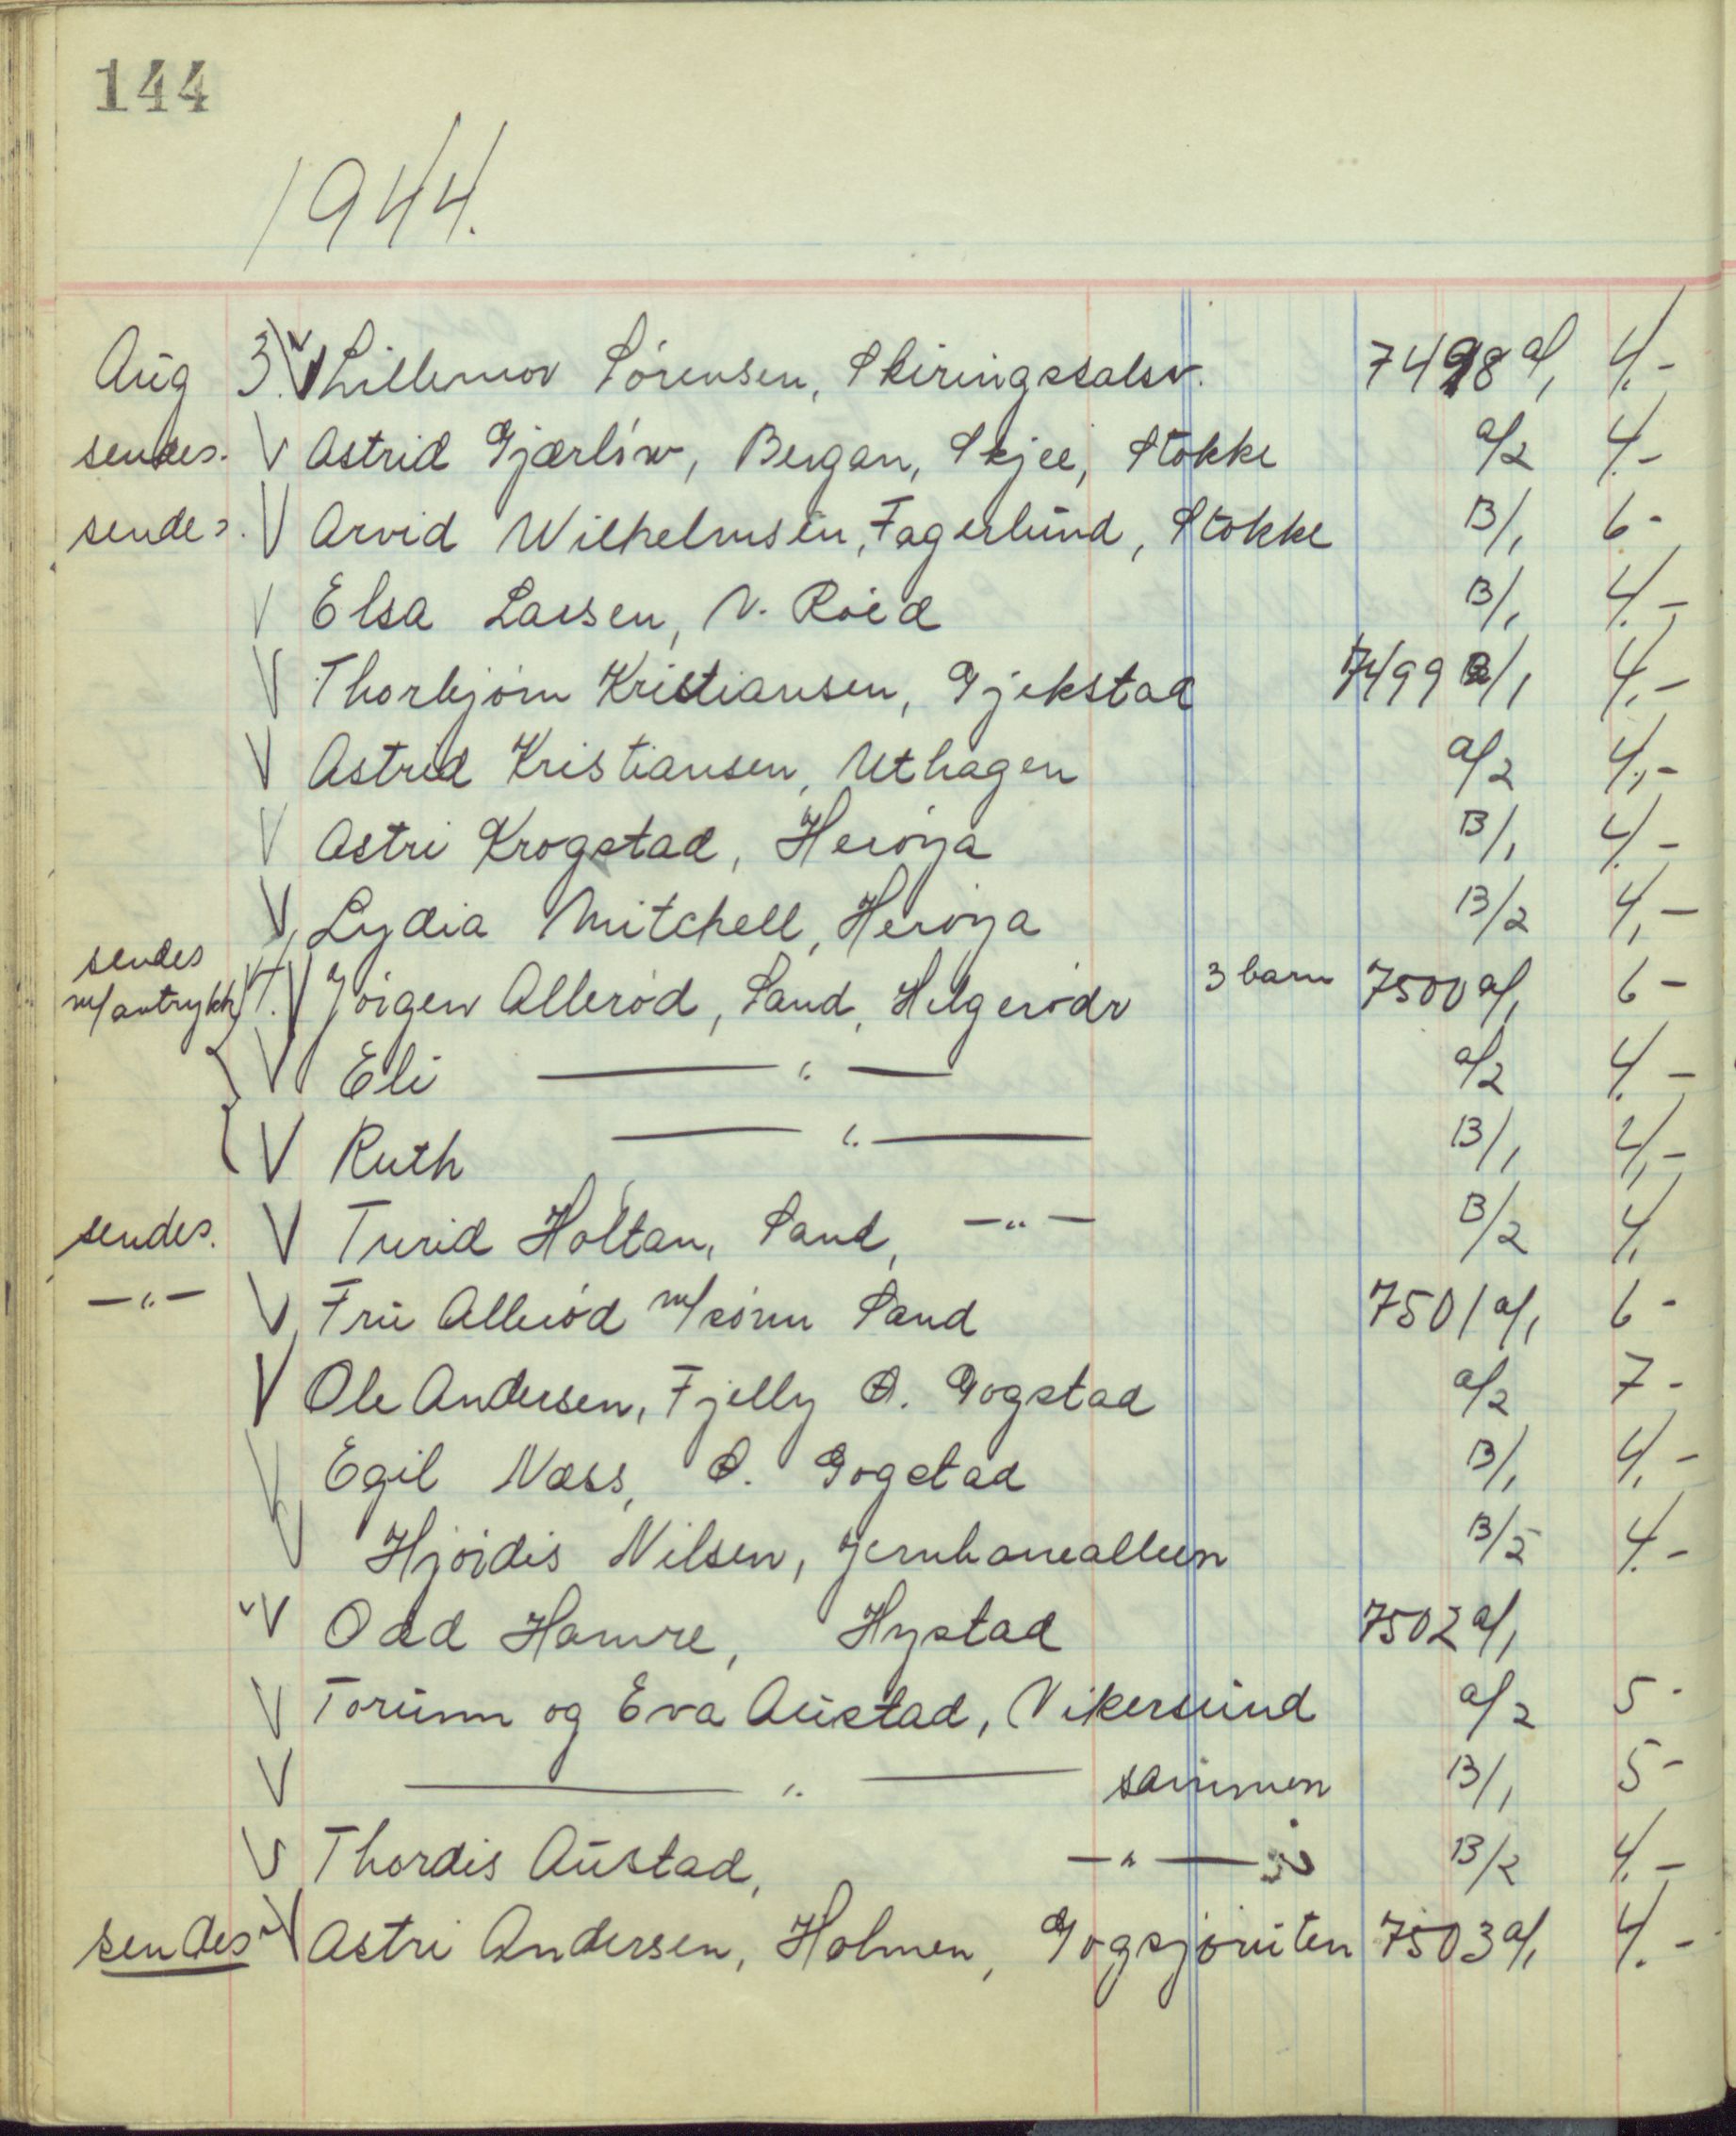 144
1944.
Aug 3. V Lillemor Sørensen, Skiringssalsv. 7498 a/1 4.-
sendes. V Astrid Gjærløw, Bergan, Skjee, Stokke a/2 4.-
sendes. V Arvid Wilhelmsen, Fagerlund, Stokke B/1 6-
V Elsa Larsen, N. Röed B/1 4.-
V Thorbjørn Kristiansen, Gjekstad 7499 a/1 4.-
V Astrid Kristiansen, Uthagen a/2 4,-
V Astri Krogstad, Herøya B/1 4.-
V Lydia Mitchell, Herøya B/2 4,-
sendes
m/avtrykk 4. V Jörgen Allerød, Sand, Helgerødv 3 barn 7500 a/1 6-
V Eli —— " — a/2 4.-
V Ruth —— " —— B/1 4,-
sendes. V Turid Holtan, Sand, — " — B/2 4.
— " — V Fru Allerød m/sønn Sand 7501 a/1 6-
V Ole Andersen, Fjelly Ø. Gogstad a/2 7-
V Egil Næss, Ø. Gogstad B/1 4.-
V Hjørdis Nilsen, Jernbanealleen B/2 4.-
V Odd Hamre, Hystad 7502 a/1
V Torunn og Eva Austad, Vikersund a/2 5-
V —— " —— sammen B/1 5-
V Thordis Austad, — " — B/2 4.-
sendes V Astri Andersen, Holmen, Gogsjøruten 7503 a/1 4.-